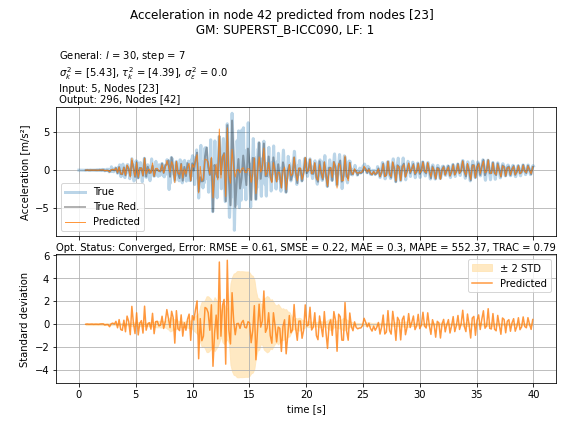 Acceleration in node 42 predicted from nodes [23]
GM: SUPERST_B-ICC090, LF: 1
General: l = 30, step = 7
σ²_k = [5.43], τ²_k = [4.39], σ²_ε = 0.0
Input: 5, Nodes [23]
Output: 296, Nodes [42]
Acceleration [m/s²]
5
0
−5
True
True Red.
Predicted
Opt. Status: Converged, Error: RMSE = 0.61, SMSE = 0.22, MAE = 0.3, MAPE = 552.37, TRAC = 0.79
Standard deviation
6
4
2
0
−2
−4
± 2 STD
Predicted
0 5 10 15 20 25 30 35 40
time [s]